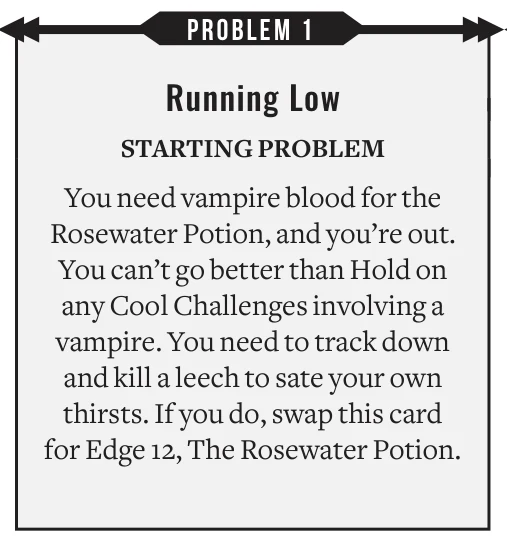 PROBLEM 1
Running Low
STARTING PROBLEM
You need vampire blood for the
Rosewater Potion, and you’re out.
You can’t go better than Hold on
any Cool Challenges involving a
vampire. You need to track down
and kill a leech to sate your own
thirsts. If you do, swap this card
for Edge 12, The Rosewater Potion.